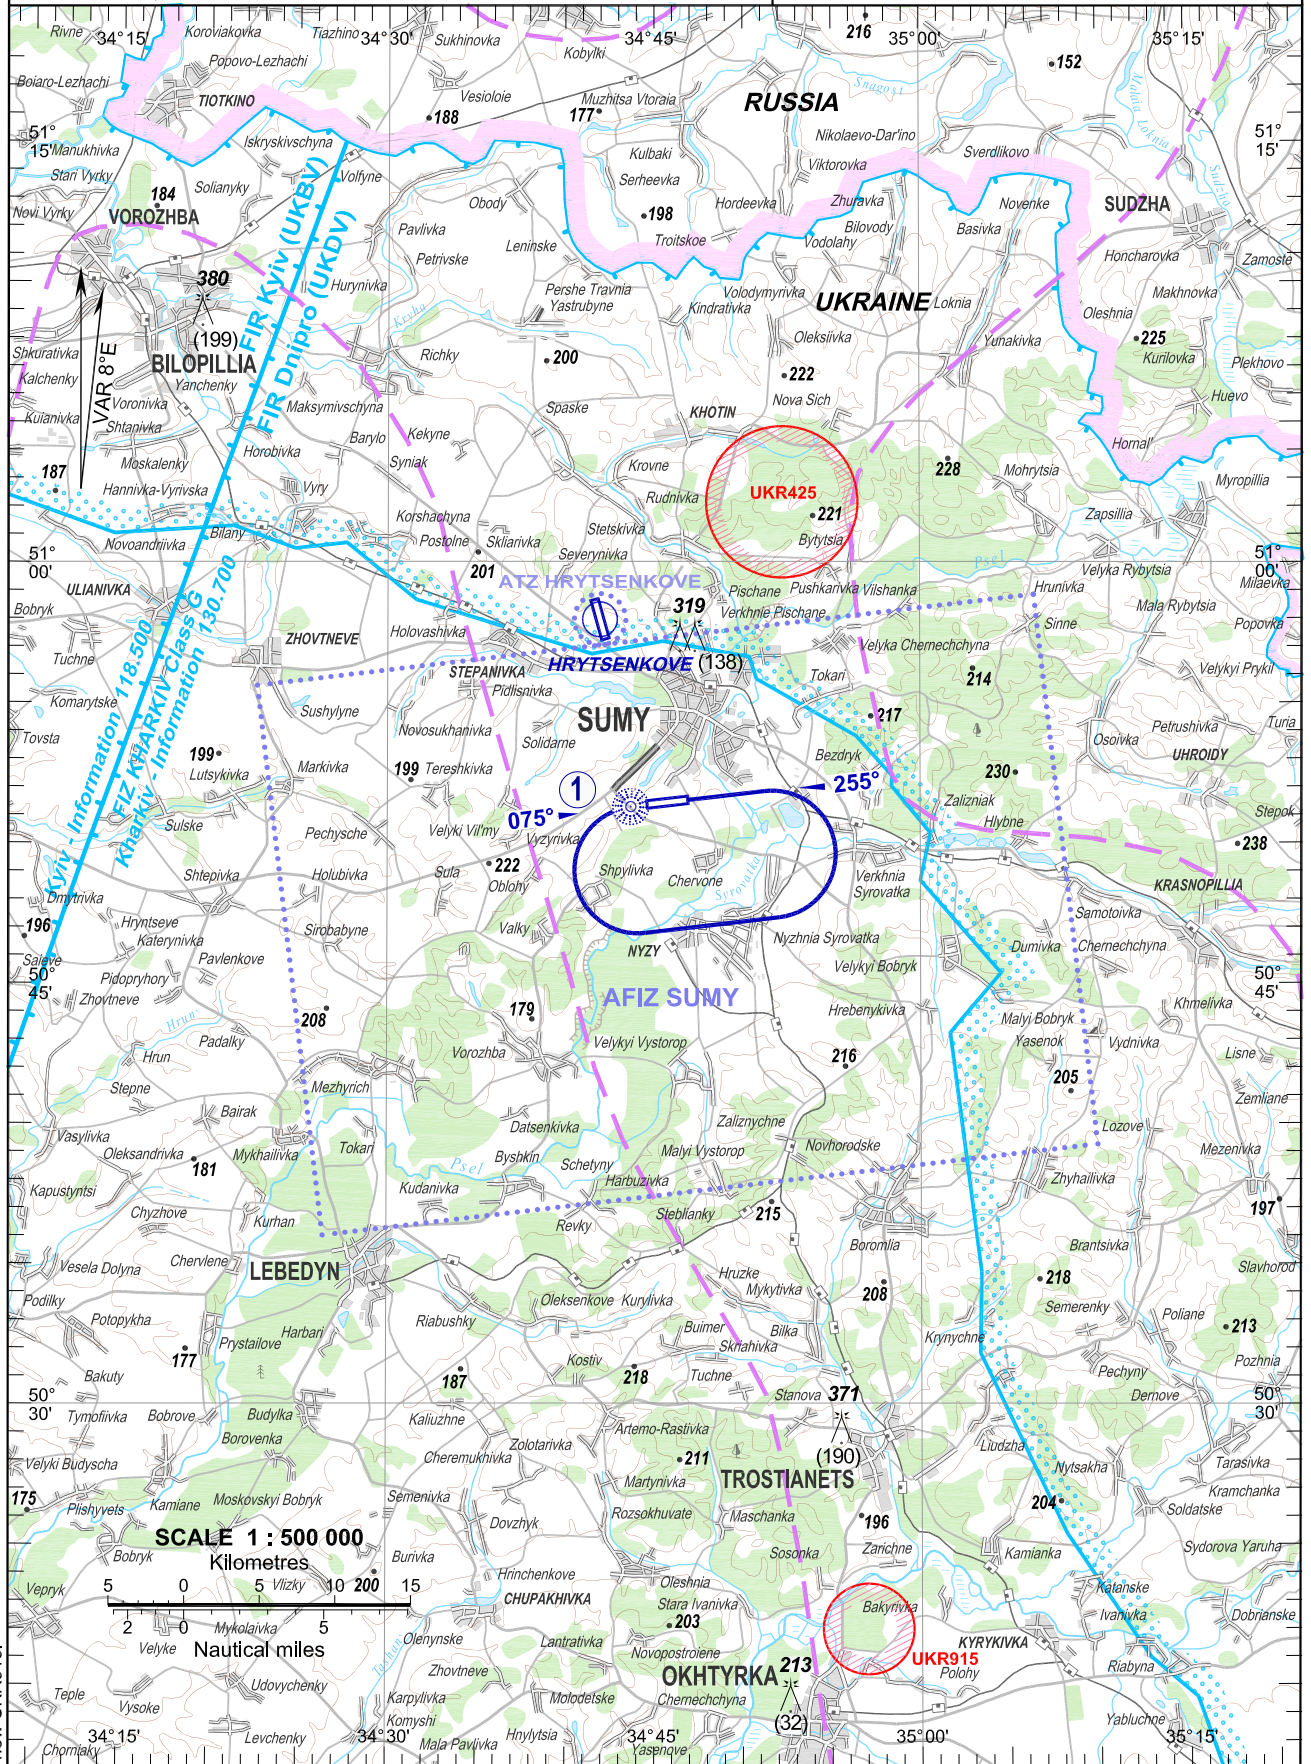 Rivne
34°15'
Koroviakovka
Tiazhino
34°30'
Sukhinovka
Kobylki
34°45'
216
35°00'
35°15'
Boiaro-Lezhachi
Popovo-Lezhachi
TIOTKINO
Vesioloie
Muzhitsa Vtoraia
177
188
RUSSIA
152
Snagost
Malaia Loknia
51°
15'
Manukhivka
Iskryskivschyna
Kulbaki
Nikolaevo-Dar'ino
Sverdlikovo
51°
15'
Stari Vyrky
184
Solianyky
Volfyne
Serheevka
Viktorovka
Sudzha
Novi Vyrky
VOROZHBA
Obody
198
Hordeevka
Zhuravka
Novenke
SUDZHA
Pavlivka
Leninske
Troitskoe
Bilovody
Vodolahy
Basivka
Honcharovka
Zamoste
Petrivske
380
Hurynivka
Pershe Travnia
Yastrubyne
Volodymyrivka
Kindrativka
UKRAINE
Loknia
Makhnovka
Oleshnia
FIR Kyiv (UKBV)
FIR Dnipro (UKDV)
Kryha
(199)
Shkurativka
BILOPILLIA
Richky
200
Oleksiivka
Yunakivka
225
Kurilovka
Plekhovo
Kalchenky
VAR 8°E
Yanchenky
222
Nova Sich
Huevo
Kuianivka
Voronivka
Shtanivka
Maksymivschyna
Spaske
KHOTIN
Hornal'
Barylo
Kekyne
Moskalenky
Horobivka
Syniak
Krovne
228
Mohrytsia
187
Hannivka-Vyrivska
Vyry
Rudnivka
UKR425
Myropillia
Korshachyna
221
Zapsillia
Novoandriivka
Bilany
Postolne
Skliarivka
Stetskivka
Bytytsia
51°
00'
201
Severynivka
Psel
Velyka Rybytsia
51°
00'
ULIANIVKA
ATZ HRYTSENKOVE
Pischane
Pushkarivka
Vilshanka
Hrunivka
Milaevka
Bobryk
319
Verkhnie Pischane
Mala Rybytsia
Holovashivka
Sinne
Popovka
ZHOVTNEVE
Velyka Chernechchyna
Tuchne
STEPANIVKA
HRYTSENKOVE
(138)
214
Velykyi Prykil
Pidlisnivka
Tokari
Komarytske
Sushylyne
SUMY
217
Petrushivka
Turia
Tovsta
Novosukhanivka
Solidarne
Bezdryk
Osoivka
UHROIDY
199
Lutsykivka
Markivka
199
Tereshkivka
230
1
255°
Zalizniak
Stepok
Kyiv - Information 118.500
FIZ KHARKIV Class G
Kharkiv - Information 130.700
Sulske
Pechysche
Velyki Vil'my
075°
Vyzyrivka
Hlybne
238
Shtepivka
Holubivka
Sula
222
Oblohy
Shpylivka
Chervone
Syrovatka
Verkhnia
Syrovatka
KRASNOPILLIA
Dmytrivka
196
Hryntseve
Katerynivka
Sirobabyne
Valky
Samotoivka
Saieve
Pavlenkove
NYZY
Nyzhnia Syrovatka
Dumivka
Chernechchyna
50°
45'
Pidopryhory
Velykyi Bobryk
50°
45'
Zhovtneve
AFIZ SUMY
179
Hrebenykivka
Khmelivka
Hrun'
208
Padalky
Malyi Bobryk
Hrun
Vorozhba
Velykyi Vystorop
216
Yasenok
Vydnivka
Lisne
Stepne
Mezhyrich
205
Zemliane
Bairak
Datsenkivka
Zaliznychne
Vasylivka
Lozove
Oleksandrivka
Mykhailivka
Tokari
Byshkin
Schetyny
Malyi Vystorop
Novhorodske
Mezenivka
181
Psel
Kapustyntsi
Kudanivka
Harbuzivka
Zhyhailivka
Chyzhove
Kurhan
Revky
Steblianky
215
197
Boromlia
Chervlene
Brantsivka
Vesela Dolyna
LEBEDYN
Hruzke
Slavhorod
Mykytivka
208
218
Podilky
Oleksenkove
Kurylivka
Semerenky
Potopykha
Riabushky
Buimer
Bilka
Poliane
Prystailove
Harbari
Skriahivka
Krynychne
213
177
Kostiv
Pozhnia
Bakuty
187
218
Tuchne
Pechyny
Stanova
371
Dernove
50°
30'
Tymofiivka
Bobrove
Budylka
Kaliuzhne
50°
30'
Borovenka
Artemo-Rastivka
Liudzha
Velyki Budyscha
Cheremukhivka
Zolotarivka
211
(190)
Nytsakha
Tarasivka
TROSTIANETS
175
Plishyvets
Kamiane
Moskovskyi Bobryk
Semenivka
Martynivka
Kramchanka
204
Soldatske
Rozsokhuvate
Maschanka
196
SCALE 1 : 500 000
Dovzhyk
Kilometres
Bobryk
Burivka
Sosonka
Zarichne
Kamianka
Sydorova Yaruha
Hrinchenkove
5 0 5 10 15
Vlizky
200
Vepryk
CHUPAKHIVKA
Oleshnia
Stara Ivanivka
Katanske
Bakyrivka
Ivanivka
Dobrianske
2 0 5
Mykolaivka
203
Velyke
Nautical miles
Olenynske
Lantrativka
Novopostroiene
KYRYKIVKA
UKR915
Tashan
Zhovtneve
OKHTYRKA
213
Polohy
Riabyna
Udovychenky
Teple
Vysoke
Karpylivka
Molodetske
Chernechchyna
Yabluchne
Komyshi
(32)
34°15'
34°30'
34°45'
35°00'
35°15'
Chorniaky
Levchenky
Mala Pavlivka
Hnylytsia
Yasenove